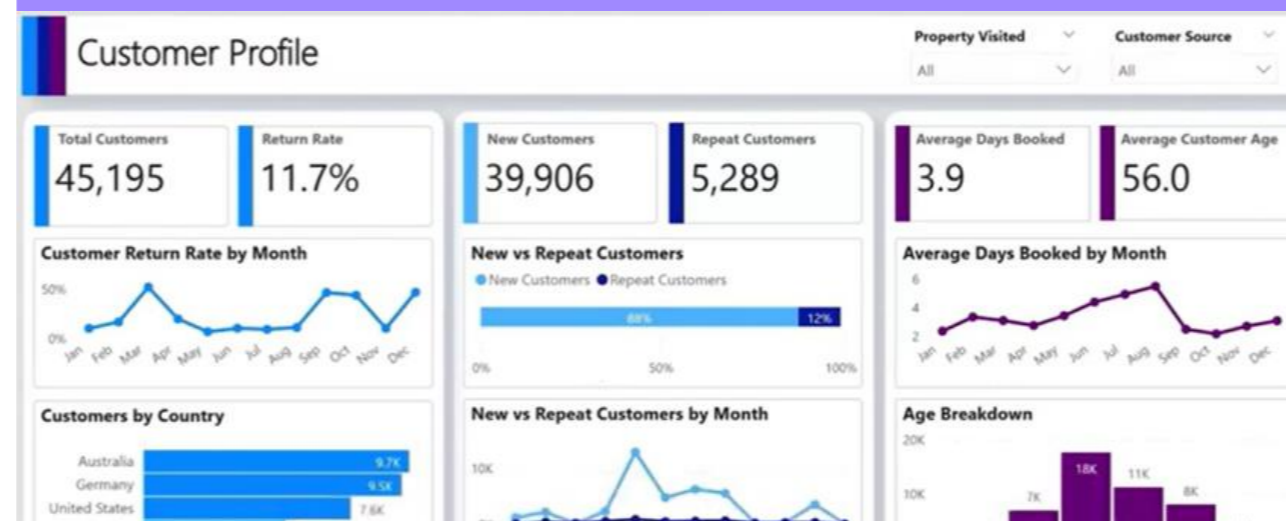 Customer Profile
Property Visited
All
Customer Source
All
Total Customers
45,195
Return Rate
11.7%
New Customers
39,906
Repeat Customers
5,289
Average Days Booked
3.9
Average Customer Age
56.0
Customer Return Rate by Month
50%
0%
Jan Feb Mar Apr May Jun Jul Aug Sep Oct Nov Dec
New vs Repeat Customers
New Customers Repeat Customers
88% 12%
0% 50% 100%
Average Days Booked by Month
6
4
2
Jan Feb Mar Apr May Jun Jul Aug Sep Oct Nov Dec
Customers by Country
Australia 9.7K
Germany 9.5K
United States 7.6K
New vs Repeat Customers by Month
10K
Age Breakdown
20K
10K
7K 18K 11K 8K